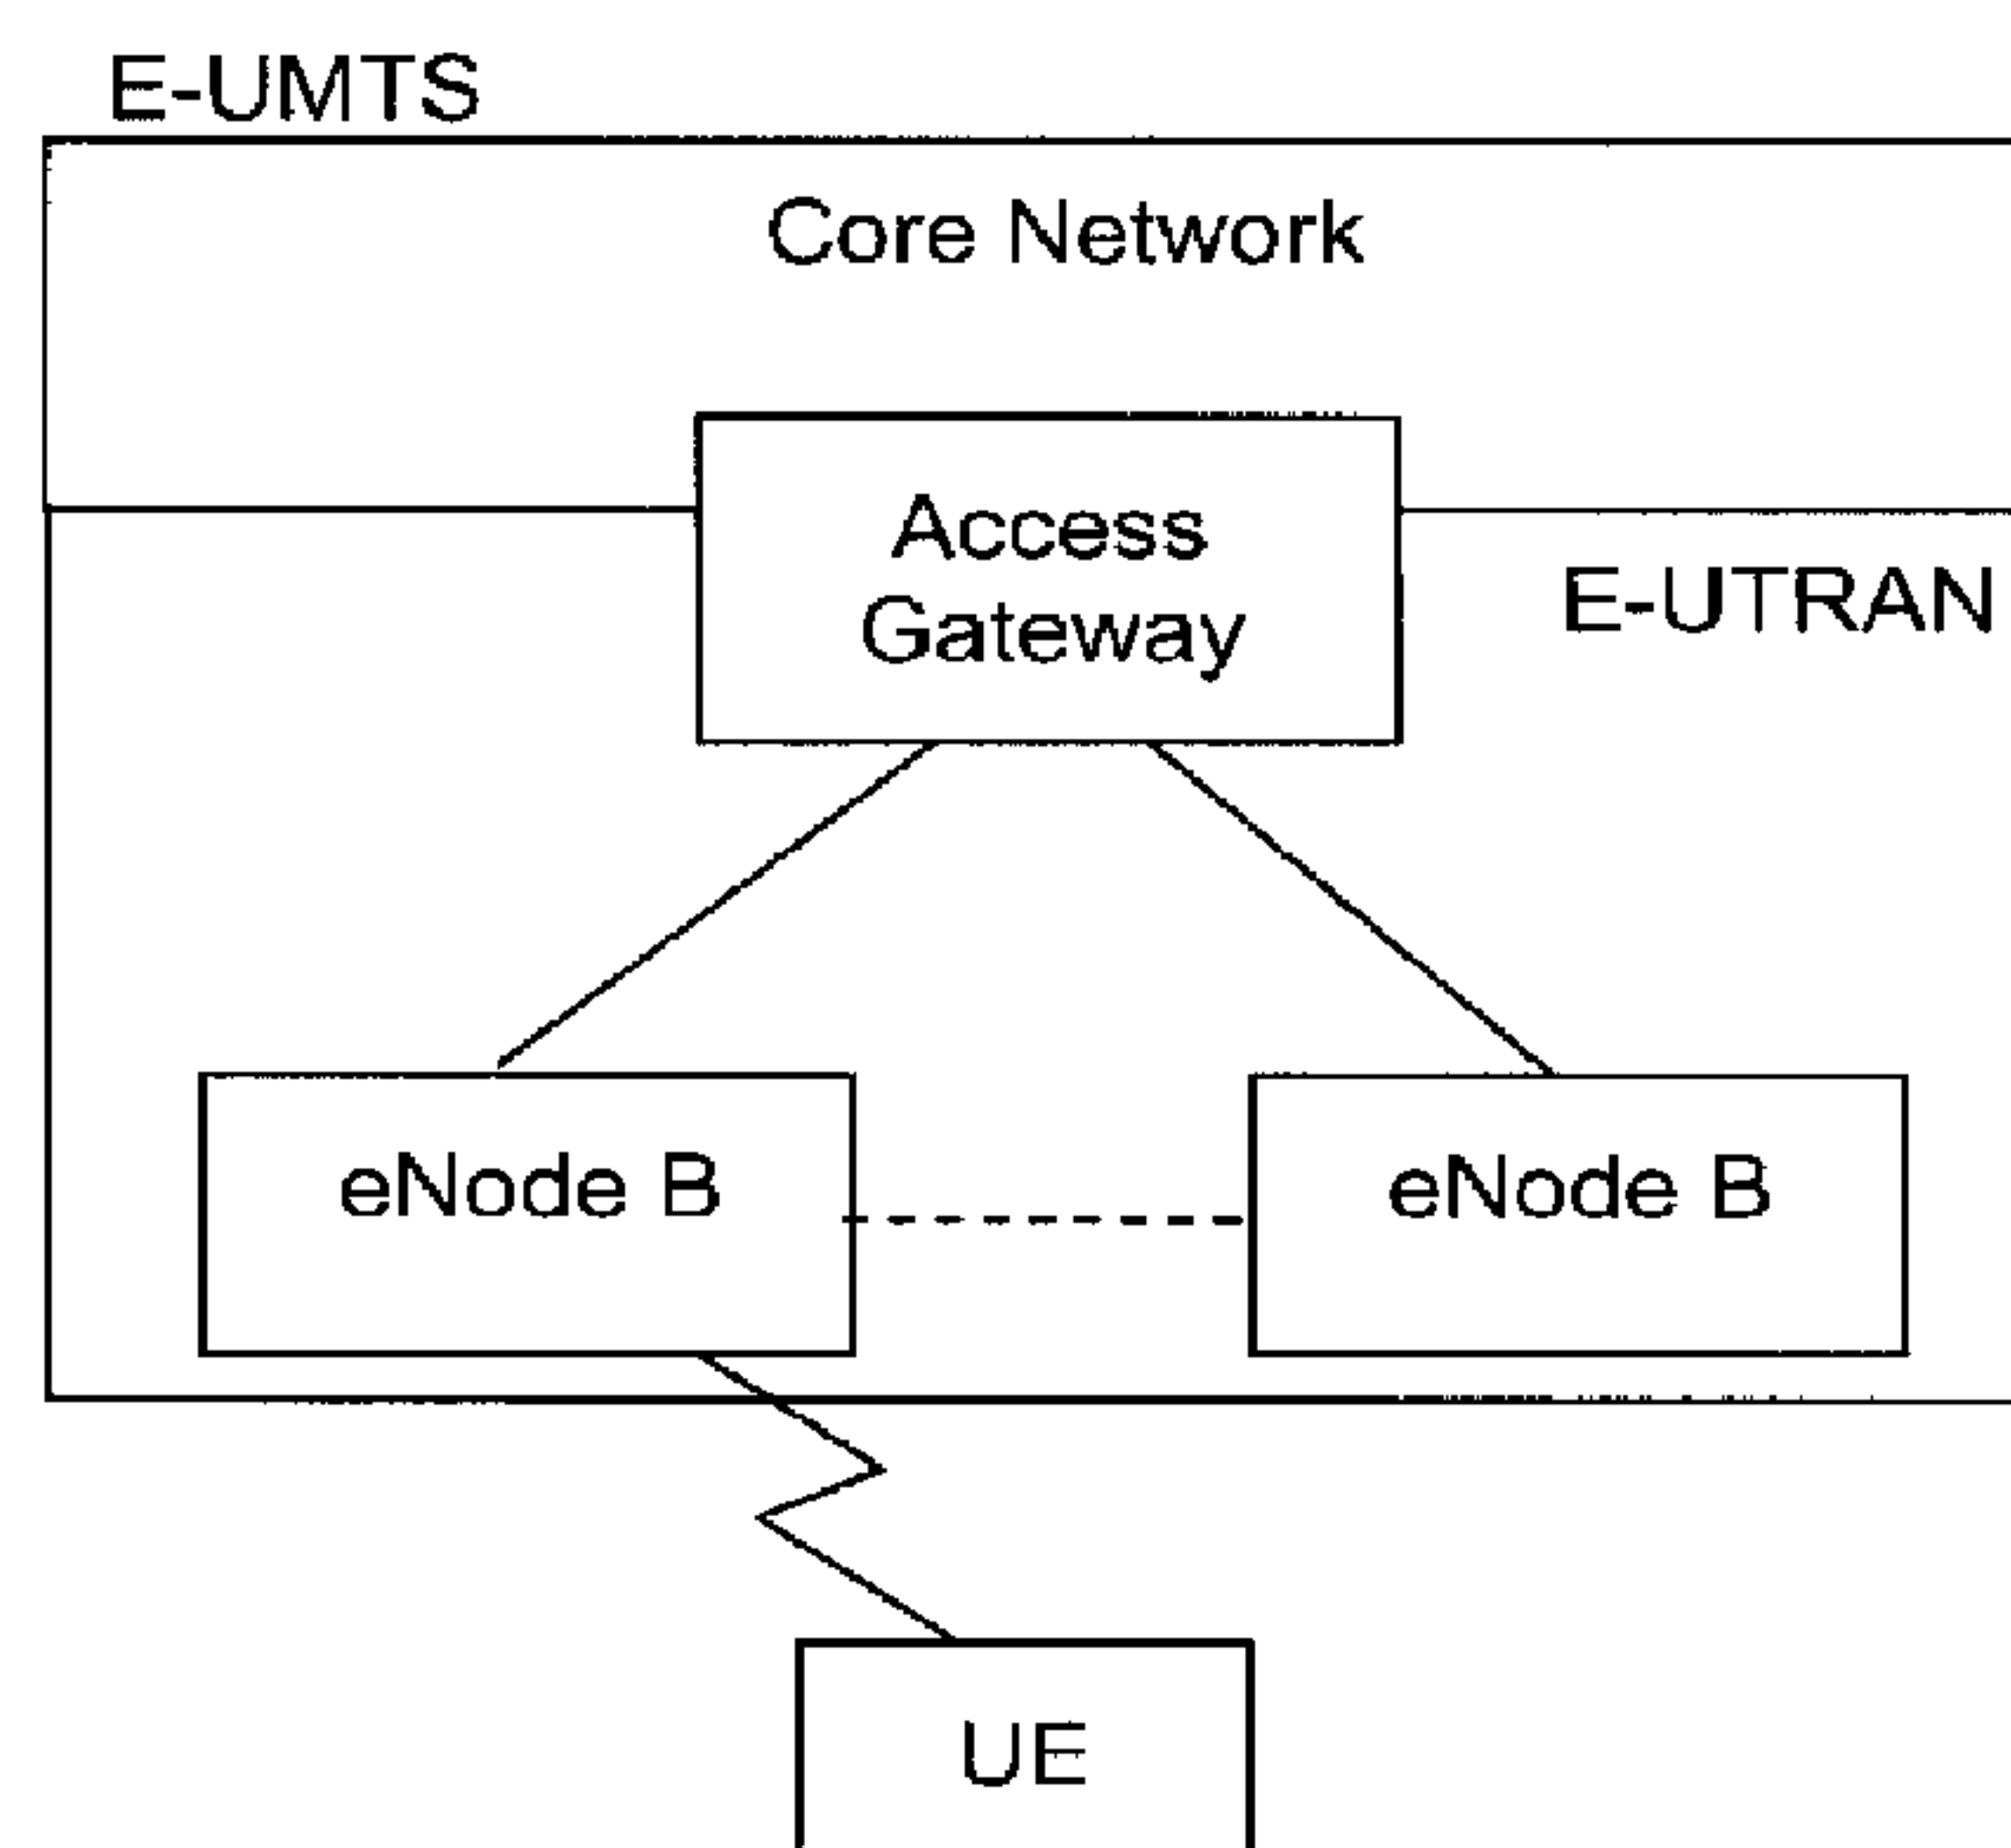 E-UMTS
Core Network
Access
Gateway
E-UTRAN
eNode B
eNode B
UE